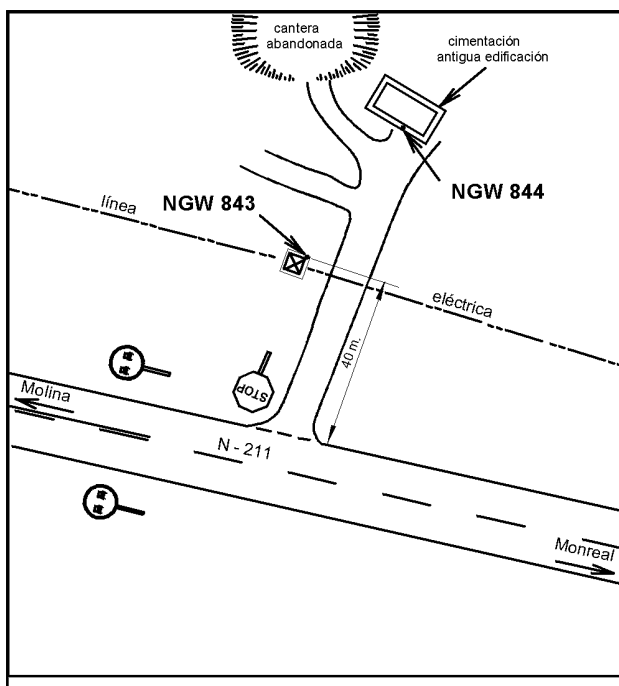 cantera
abandonada
cimentación
antigua edificación
NGW 844
línea
NGW 843
eléctrica
40 m.
STOP
Molina
N - 211
Monreal